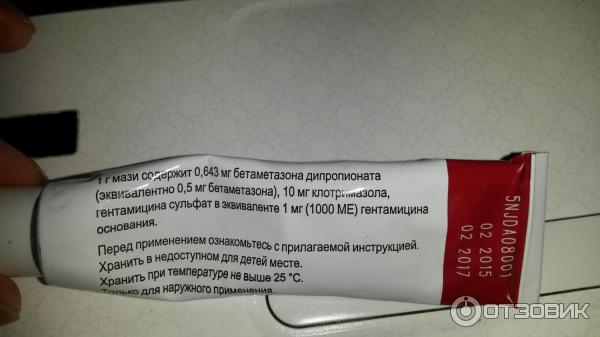 1 г мази содержит 0,643 мг бетаметазона дипропионата
(эквивалентно 0,5 мг бетаметазона), 10 мг клотримазола,
гентамицина сульфат в эквиваленте 1 мг (1000 МЕ) гентамицина
основания.
Перед применением ознакомьтесь с прилагаемой инструкцией.
Хранить в недоступном для детей месте.
Хранить при температуре не выше 25 °C.
Только для наружного применения.
5NJDA08001
02 2015
02 2017
ОТЗОВИК